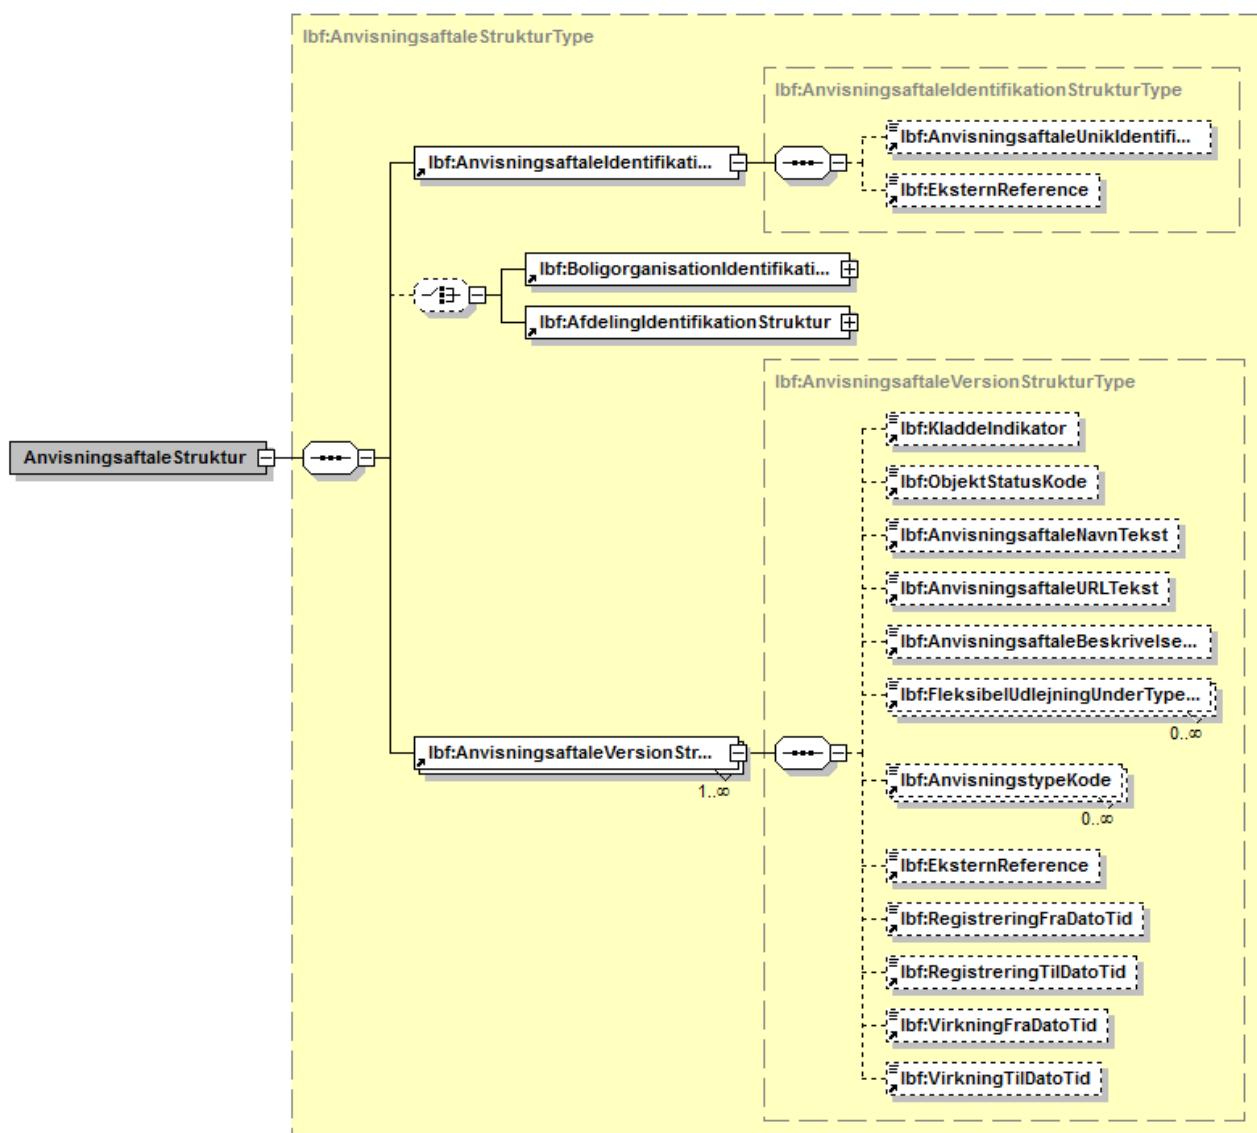 lbf:AnvisningsaftaleStrukturType
lbf:AnvisningsaftaleIdentifikationStrukturType
lbf:AnvisningsaftaleUnikIdentifi...
lbf:AnvisningsaftaleIdentifikati...
lbf:EksternReference
lbf:BoligorganisationIdentifikati...
lbf:AfdelingIdentifikationStruktur
lbf:AnvisningsaftaleVersionStrukturType
lbf:KladdeIndikator
AnvisningsaftaleStruktur
lbf:ObjektStatusKode
lbf:AnvisningsaftaleNavnTekst
lbf:AnvisningsaftaleURLTekst
lbf:AnvisningsaftaleBeskrivelse...
lbf:FleksibelUdlejningUnderType...
0..∞
lbf:AnvisningsaftaleVersionStr...
1..∞
lbf:AnvisningstypeKode
0..∞
lbf:EksternReference
lbf:RegistreringFraDatoTid
lbf:RegistreringTilDatoTid
lbf:VirkningFraDatoTid
lbf:VirkningTilDatoTid